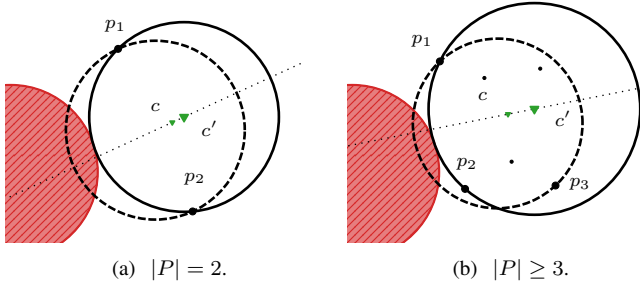 p₁
c
c′
p₂
(a) |P| = 2.
p₁
c
c′
p₂
p₃
(b) |P| ≥ 3.